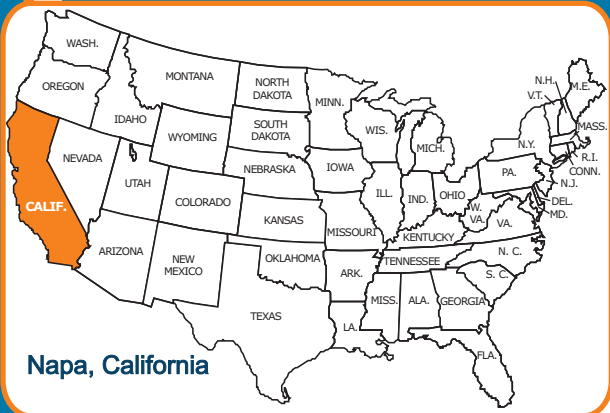 WASH.
OREGON
CALIF.
NEVADA
IDAHO
MONTANA
WYOMING
UTAH
ARIZONA
COLORADO
NEW
MEXICO
NORTH
DAKOTA
SOUTH
DAKOTA
NEBRASKA
KANSAS
OKLAHOMA
TEXAS
MINN.
IOWA
MISSOURI
ARK.
LA.
WIS.
ILL.
MICH.
IND.
OHIO
KENTUCKY
TENNESSEE
MISS.
ALA.
GEORGIA
FLA.
S. C.
N. C.
VA.
W.
VA.
PA.
N.Y.
V.T.
N.H.
M.E.
MASS.
R.I.
CONN.
N.J.
DEL.
MD.
Napa, California